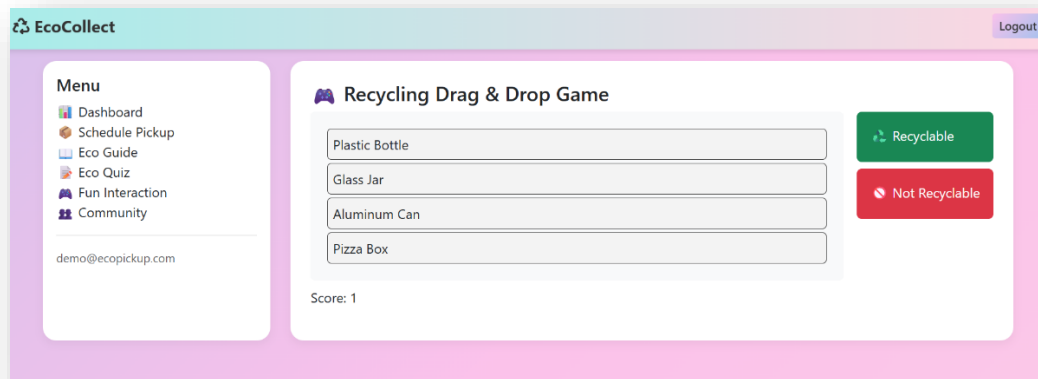 EcoCollect
Logout
Menu
Dashboard
Schedule Pickup
Eco Guide
Eco Quiz
Fun Interaction
Community
demo@ecopickup.com
Recycling Drag & Drop Game
Plastic Bottle
Glass Jar
Aluminum Can
Pizza Box
Recyclable
Not Recyclable
Score: 1